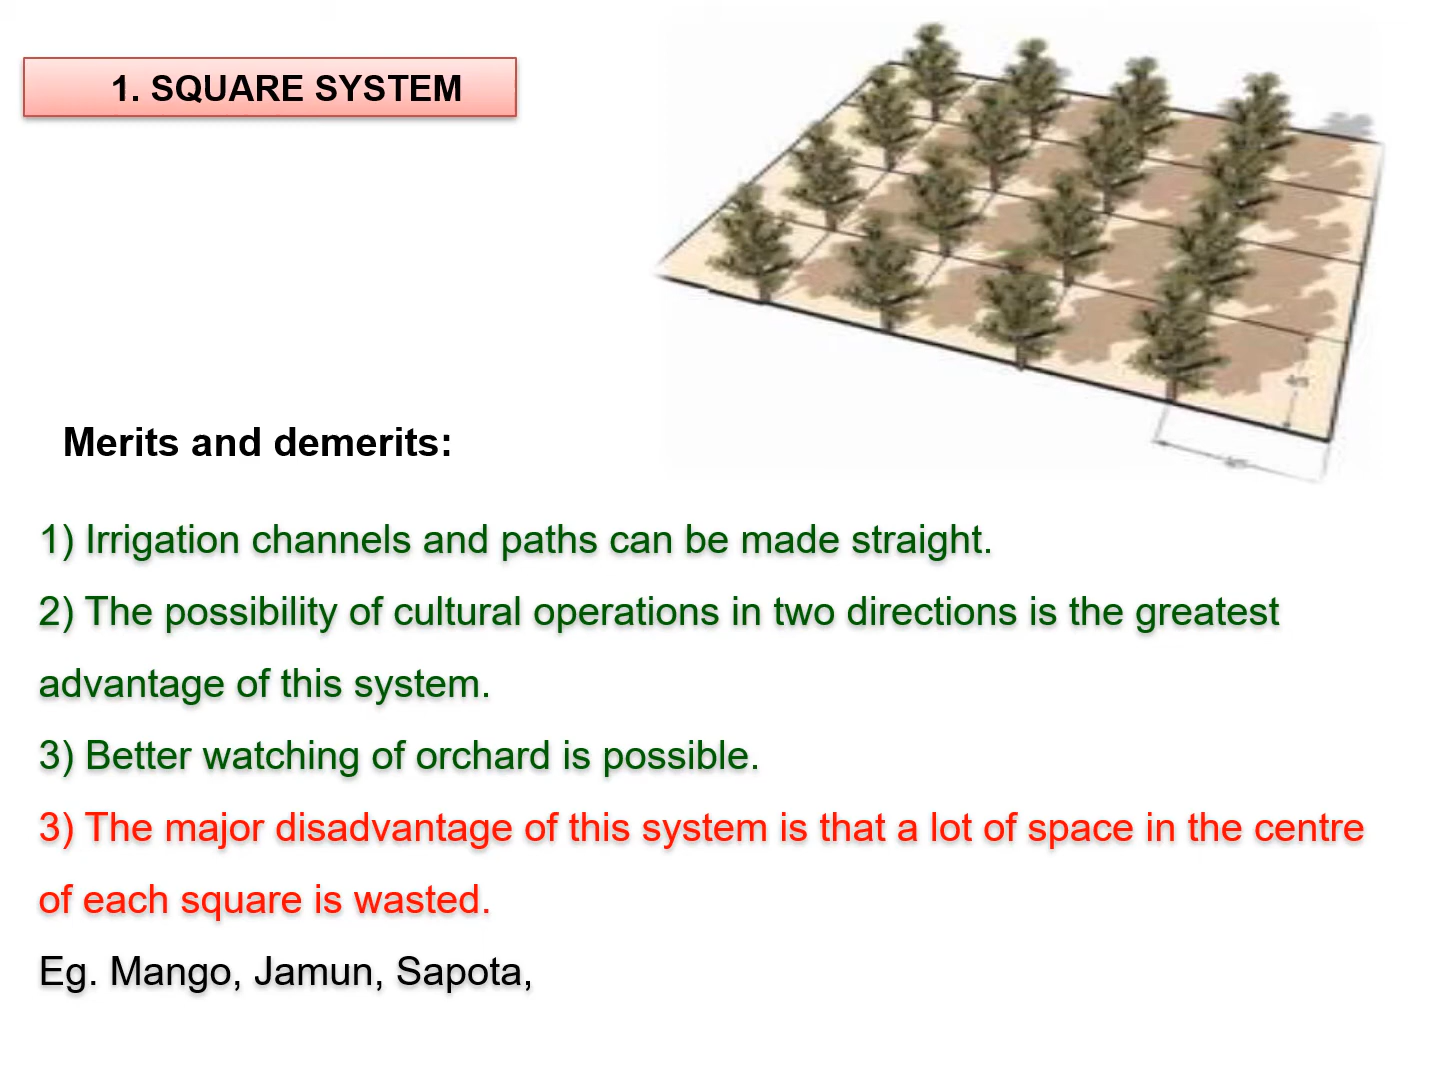 1. SQUARE SYSTEM
Merits and demerits:
1) Irrigation channels and paths can be made straight.
2) The possibility of cultural operations in two directions is the greatest
advantage of this system.
3) Better watching of orchard is possible.
3) The major disadvantage of this system is that a lot of space in the centre
of each square is wasted.
Eg. Mango, Jamun, Sapota,